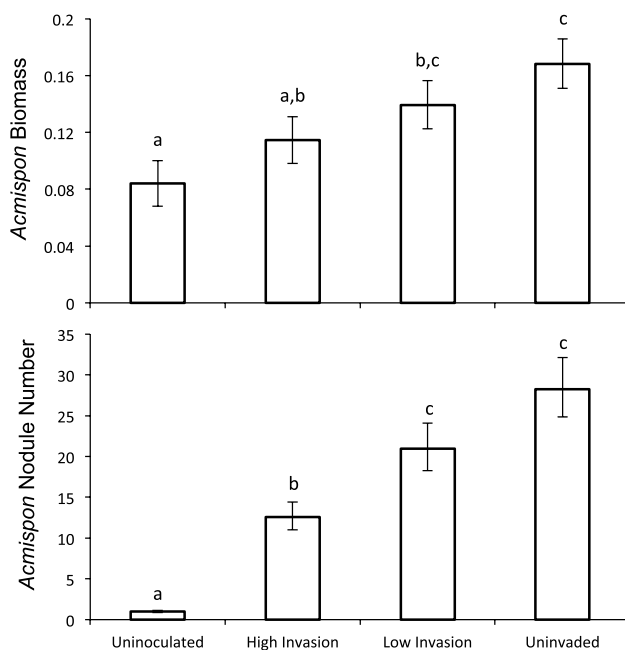 Acmispon Biomass
0.2
0.16
0.12
0.08
0.04
0
a
a,b
b,c
c
Acmispon Nodule Number
35
30
25
20
15
10
5
0
a
b
c
c
Uninoculated
High Invasion
Low Invasion
Uninvaded